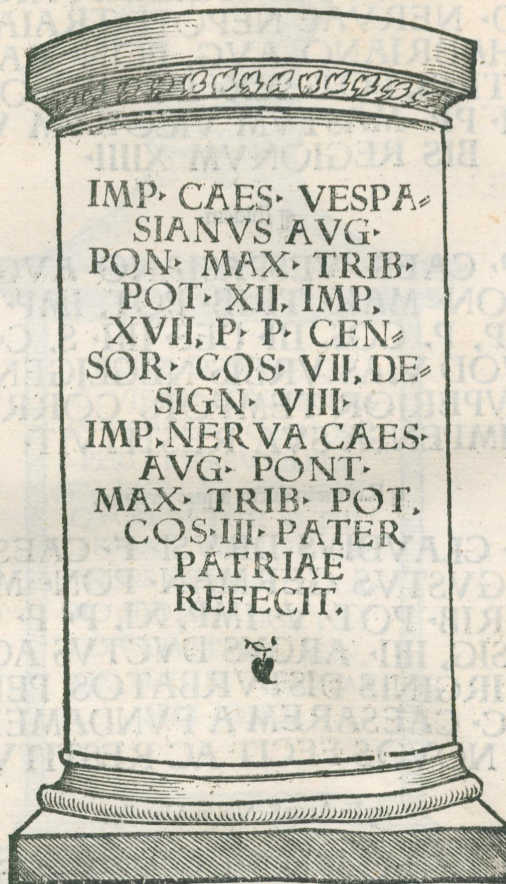 IMP· CAES· VESPA=
SIANVS AVG·
PON· MAX· TRIB·
POT· XII. IMP.
XVII. P· P· CEN=
SOR· COS· VII. DE=
SIGN· VIII·
IMP. NERVA CAES·
AVG· PONT·
MAX· TRIB· POT.
COS·III· PATER
PATRIAE
REFECIT.